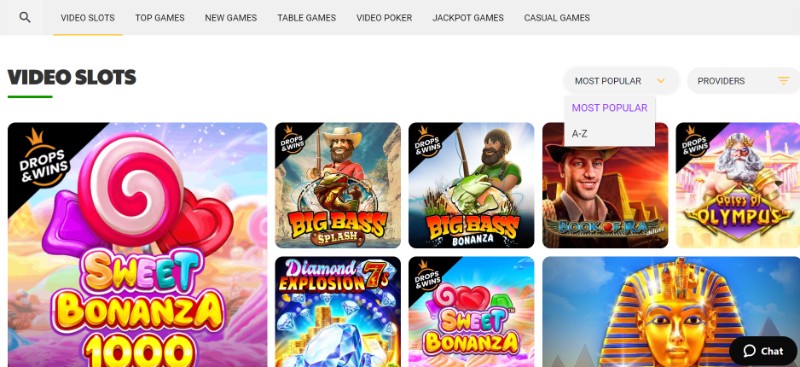 VIDEO SLOTS TOP GAMES NEW GAMES TABLE GAMES VIDEO POKER JACKPOT GAMES CASUAL GAMES
VIDEO SLOTS
MOST POPULAR
PROVIDERS
MOST POPULAR
A-Z
DROPS
&WINS
SWEET
BONANZA
1000
DROPS
&WINS
BIG BASS
SPLASH
DROPS
&WINS
BIG BASS
BONANZA
BOOK OF RA
deluxe
DROPS
&WINS
Gates of
OLYMPUS
Diamond
EXPLOSION 7's
DROPS
&WINS
SWEET
BONANZA
Chat